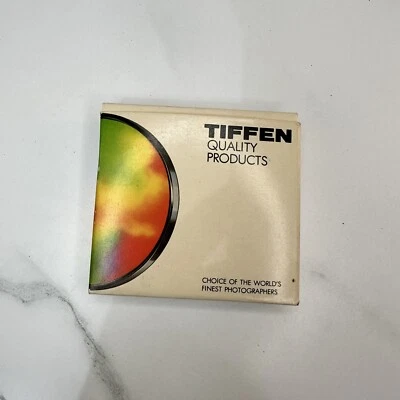 TIFFEN
QUALITY
PRODUCTS
CHOICE OF THE WORLD'S
FINEST PHOTOGRAPHERS